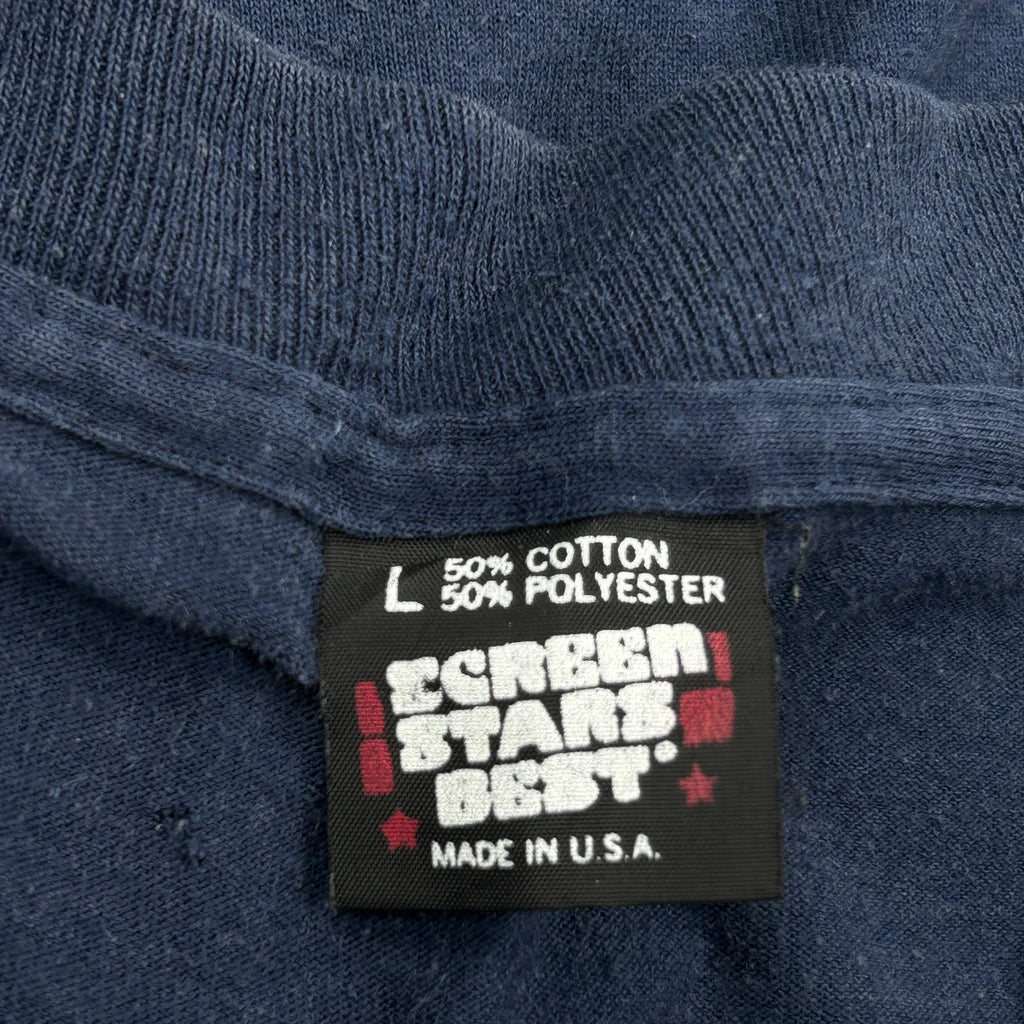 L 50% COTTON
50% POLYESTER
SCREEN
STARS
BEST
MADE IN U.S.A.